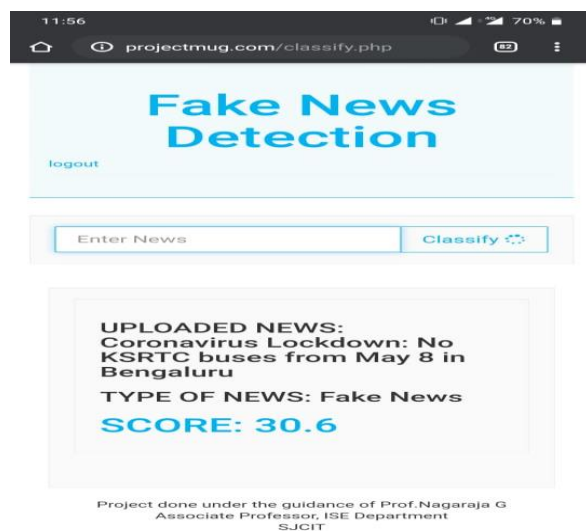 11:56
4G 70%
projectmug.com/classify.php 82
Fake News
Detection
logout
Enter News Classify
UPLOADED NEWS:
Coronavirus Lockdown: No
KSRTC buses from May 8 in
Bengaluru
TYPE OF NEWS: Fake News
SCORE: 30.6
Project done under the guidance of Prof.Nagaraja G
Associate Professor, ISE Department
SJCIT